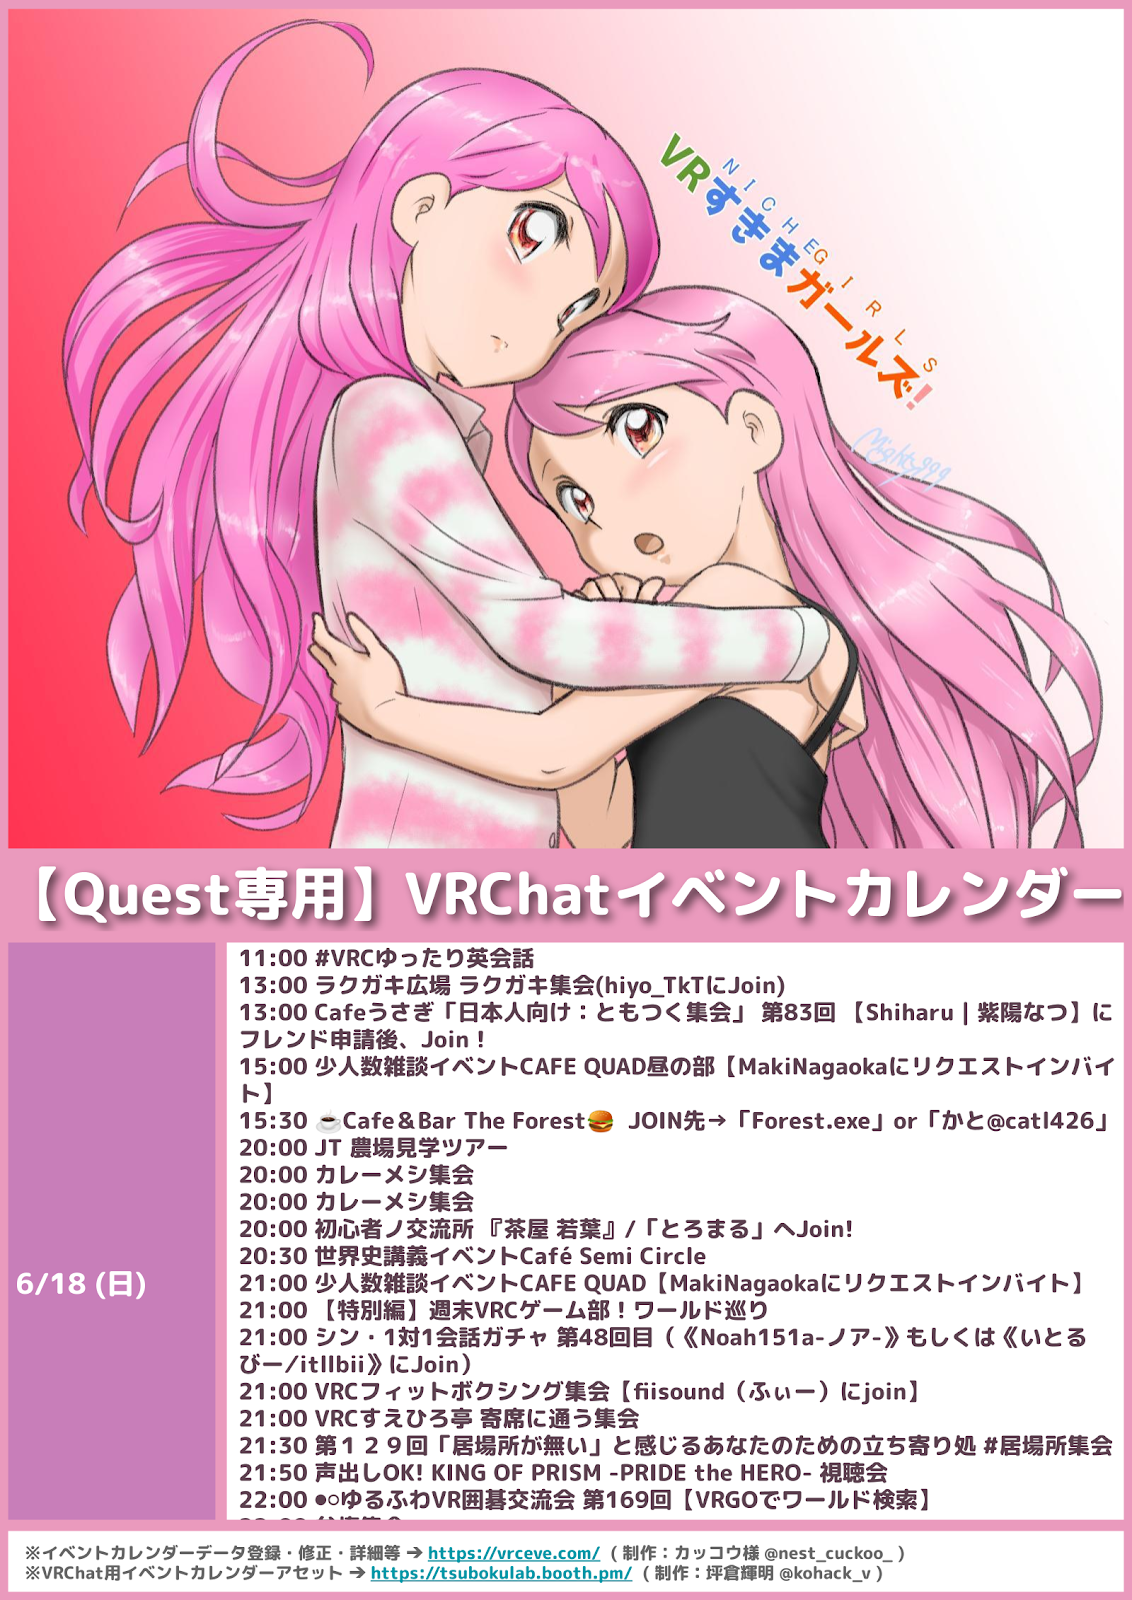 VRすきまガールズ!
NICHE GIRLS
Mighty999
【Quest専用】VRChatイベントカレンダー
6/18 (日)
11:00 #VRCゆったり英会話
13:00 ラクガキ広場 ラクガキ集会(hiyo_TkTにJoin)
13:00 Cafeうさぎ「日本人向け：ともつく集会」 第83回 【Shiharu | 紫陽なつ】に
フレンド申請後、Join！
15:00 少人数雑談イベントCAFE QUAD昼の部【MakiNagaokaにリクエストインバイ
ト】
15:30 ☕Cafe＆Bar The Forest🍔 JOIN先→「Forest.exe」or「かと@catl426」
20:00 JT 農場見学ツアー
20:00 カレーメシ集会
20:00 カレーメシ集会
20:00 初心者ノ交流所 『茶屋 若葉』/「とろまる」へJoin!
20:30 世界史講義イベントCafé Semi Circle
21:00 少人数雑談イベントCAFE QUAD【MakiNagaokaにリクエストインバイト】
21:00 【特別編】週末VRCゲーム部！ワールド巡り
21:00 シン・1対1会話ガチャ 第48回目（《Noah151a-ノア-》もしくは《いとる
びー/itllbii》にJoin）
21:00 VRCフィットボクシング集会【fiisound（ふぃー）にjoin】
21:00 VRCすえひろ亭 寄席に通う集会
21:30 第１２９回「居場所が無い」と感じるあなたのための立ち寄り処 #居場所集会
21:50 声出しOK! KING OF PRISM -PRIDE the HERO- 視聴会
22:00 ●○ゆるふわVR囲碁交流会 第169回【VRGOでワールド検索】
※イベントカレンダーデータ登録・修正・詳細等 ➔ https://vrceve.com/ ( 制作：カッコウ様 @nest_cuckoo_ )
※VRChat用イベントカレンダーアセット ➔ https://tsubokulab.booth.pm/ ( 制作：坪倉輝明 @kohack_v )